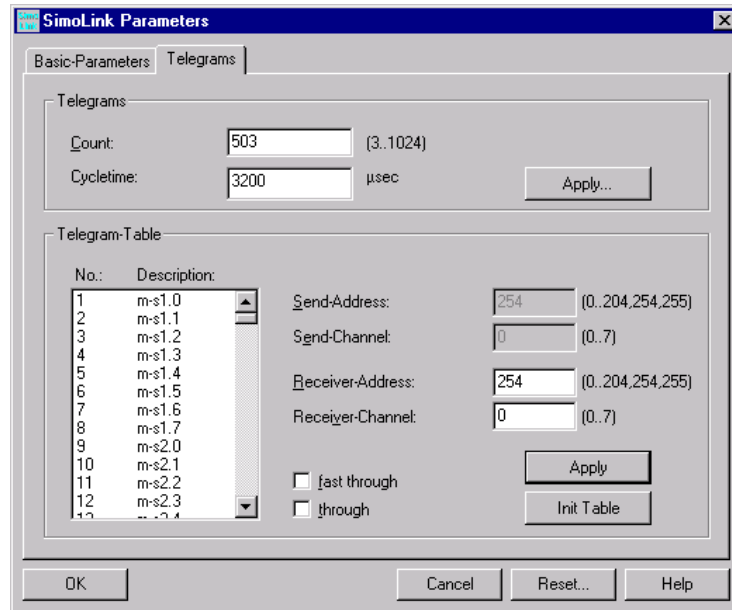 SimoLink Parameters
Basic-Parameters Telegrams
Telegrams
Count: 503 (3..1024)
Cycletime: 3200 µsec Apply...
Telegram-Table
No.: Description:
1 m-s1.0
2 m-s1.1
3 m-s1.2
4 m-s1.3
5 m-s1.4
6 m-s1.5
7 m-s1.6
8 m-s1.7
9 m-s2.0
10 m-s2.1
11 m-s2.2
12 m-s2.3
Send-Address: 254 (0..204,254,255)
Send-Channel: 0 (0..7)
Receiver-Address: 254 (0..204,254,255)
Receiver-Channel: 0 (0..7)
fast through
through
Apply
Init Table
OK Cancel Reset... Help